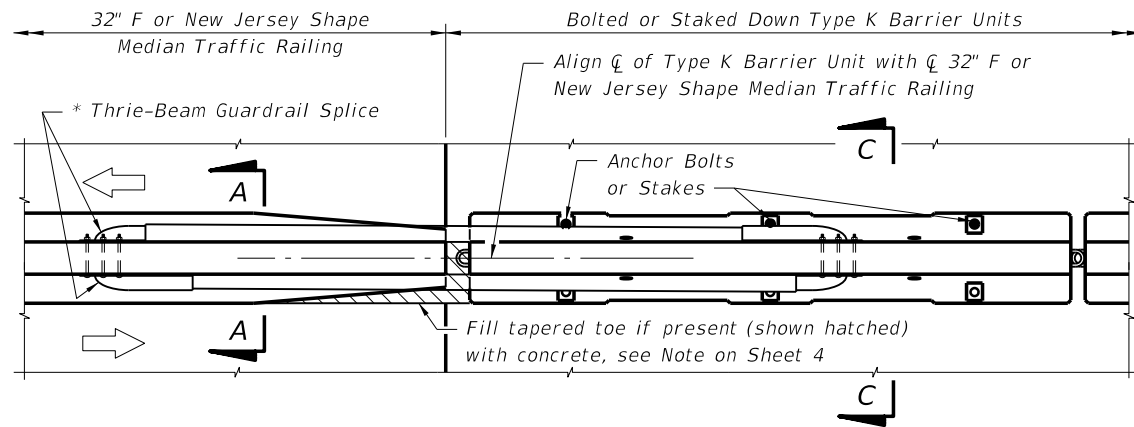 32" F or New Jersey Shape
Median Traffic Railing
Bolted or Staked Down Type K Barrier Units
Align ℄ of Type K Barrier Unit with ℄ 32" F or
New Jersey Shape Median Traffic Railing
* Thrie-Beam Guardrail Splice
C
Anchor Bolts
or Stakes
A
A
Fill tapered toe if present (shown hatched)
with concrete, see Note on Sheet 4
C